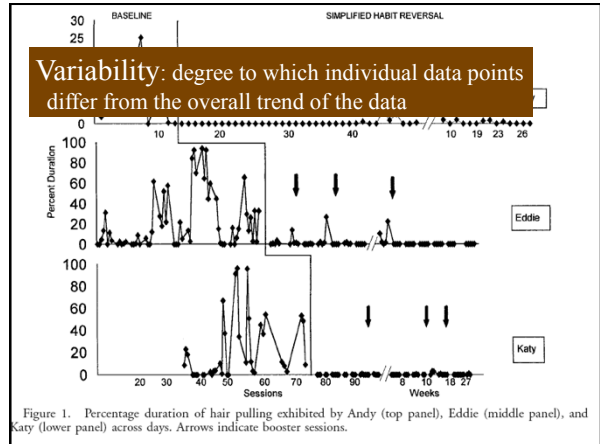 BASELINE SIMPLIFIED HABIT REVERSAL
30
25
Variability: degree to which individual data points
differ from the overall trend of the data
0
10 20 30 40 10 19 23 26
100
80
60
40
20
0
Percent Duration
Eddie
100
80
60
40
20
0
Katy
20 30 40 50 60 70 80 90 8 10 18 27
Sessions Weeks
Figure 1. Percentage duration of hair pulling exhibited by Andy (top panel), Eddie (middle panel), and
Katy (lower panel) across days. Arrows indicate booster sessions.